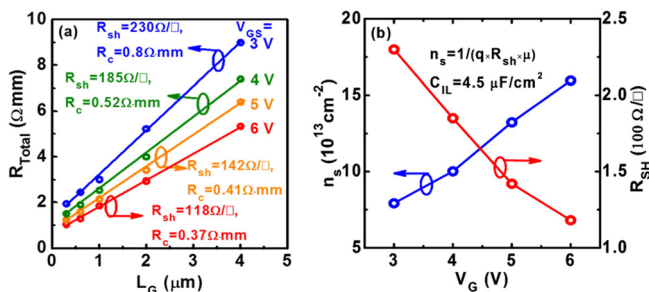 (a)
R_sh=230Ω/□,
R_c=0.8Ω·mm
V_GS=
3 V
R_sh=185Ω/□,
R_c=0.52Ω·mm
4 V
5 V
6 V
R_sh=142Ω/□,
R_c=0.41Ω·mm
R_sh=118Ω/□,
R_c=0.37Ω·mm
R_Total (Ω·mm)
10
8
6
4
2
0
0 1 2 3 4 5
L_G (μm)
(b)
n_s=1/(q×R_sh×μ)
C_IL=4.5 μF/cm²
n_s (10¹³ cm⁻²)
20
15
10
5
3 4 5 6
V_G (V)
2.5
2.0
1.5
1.0
R_SH (100 Ω/□)